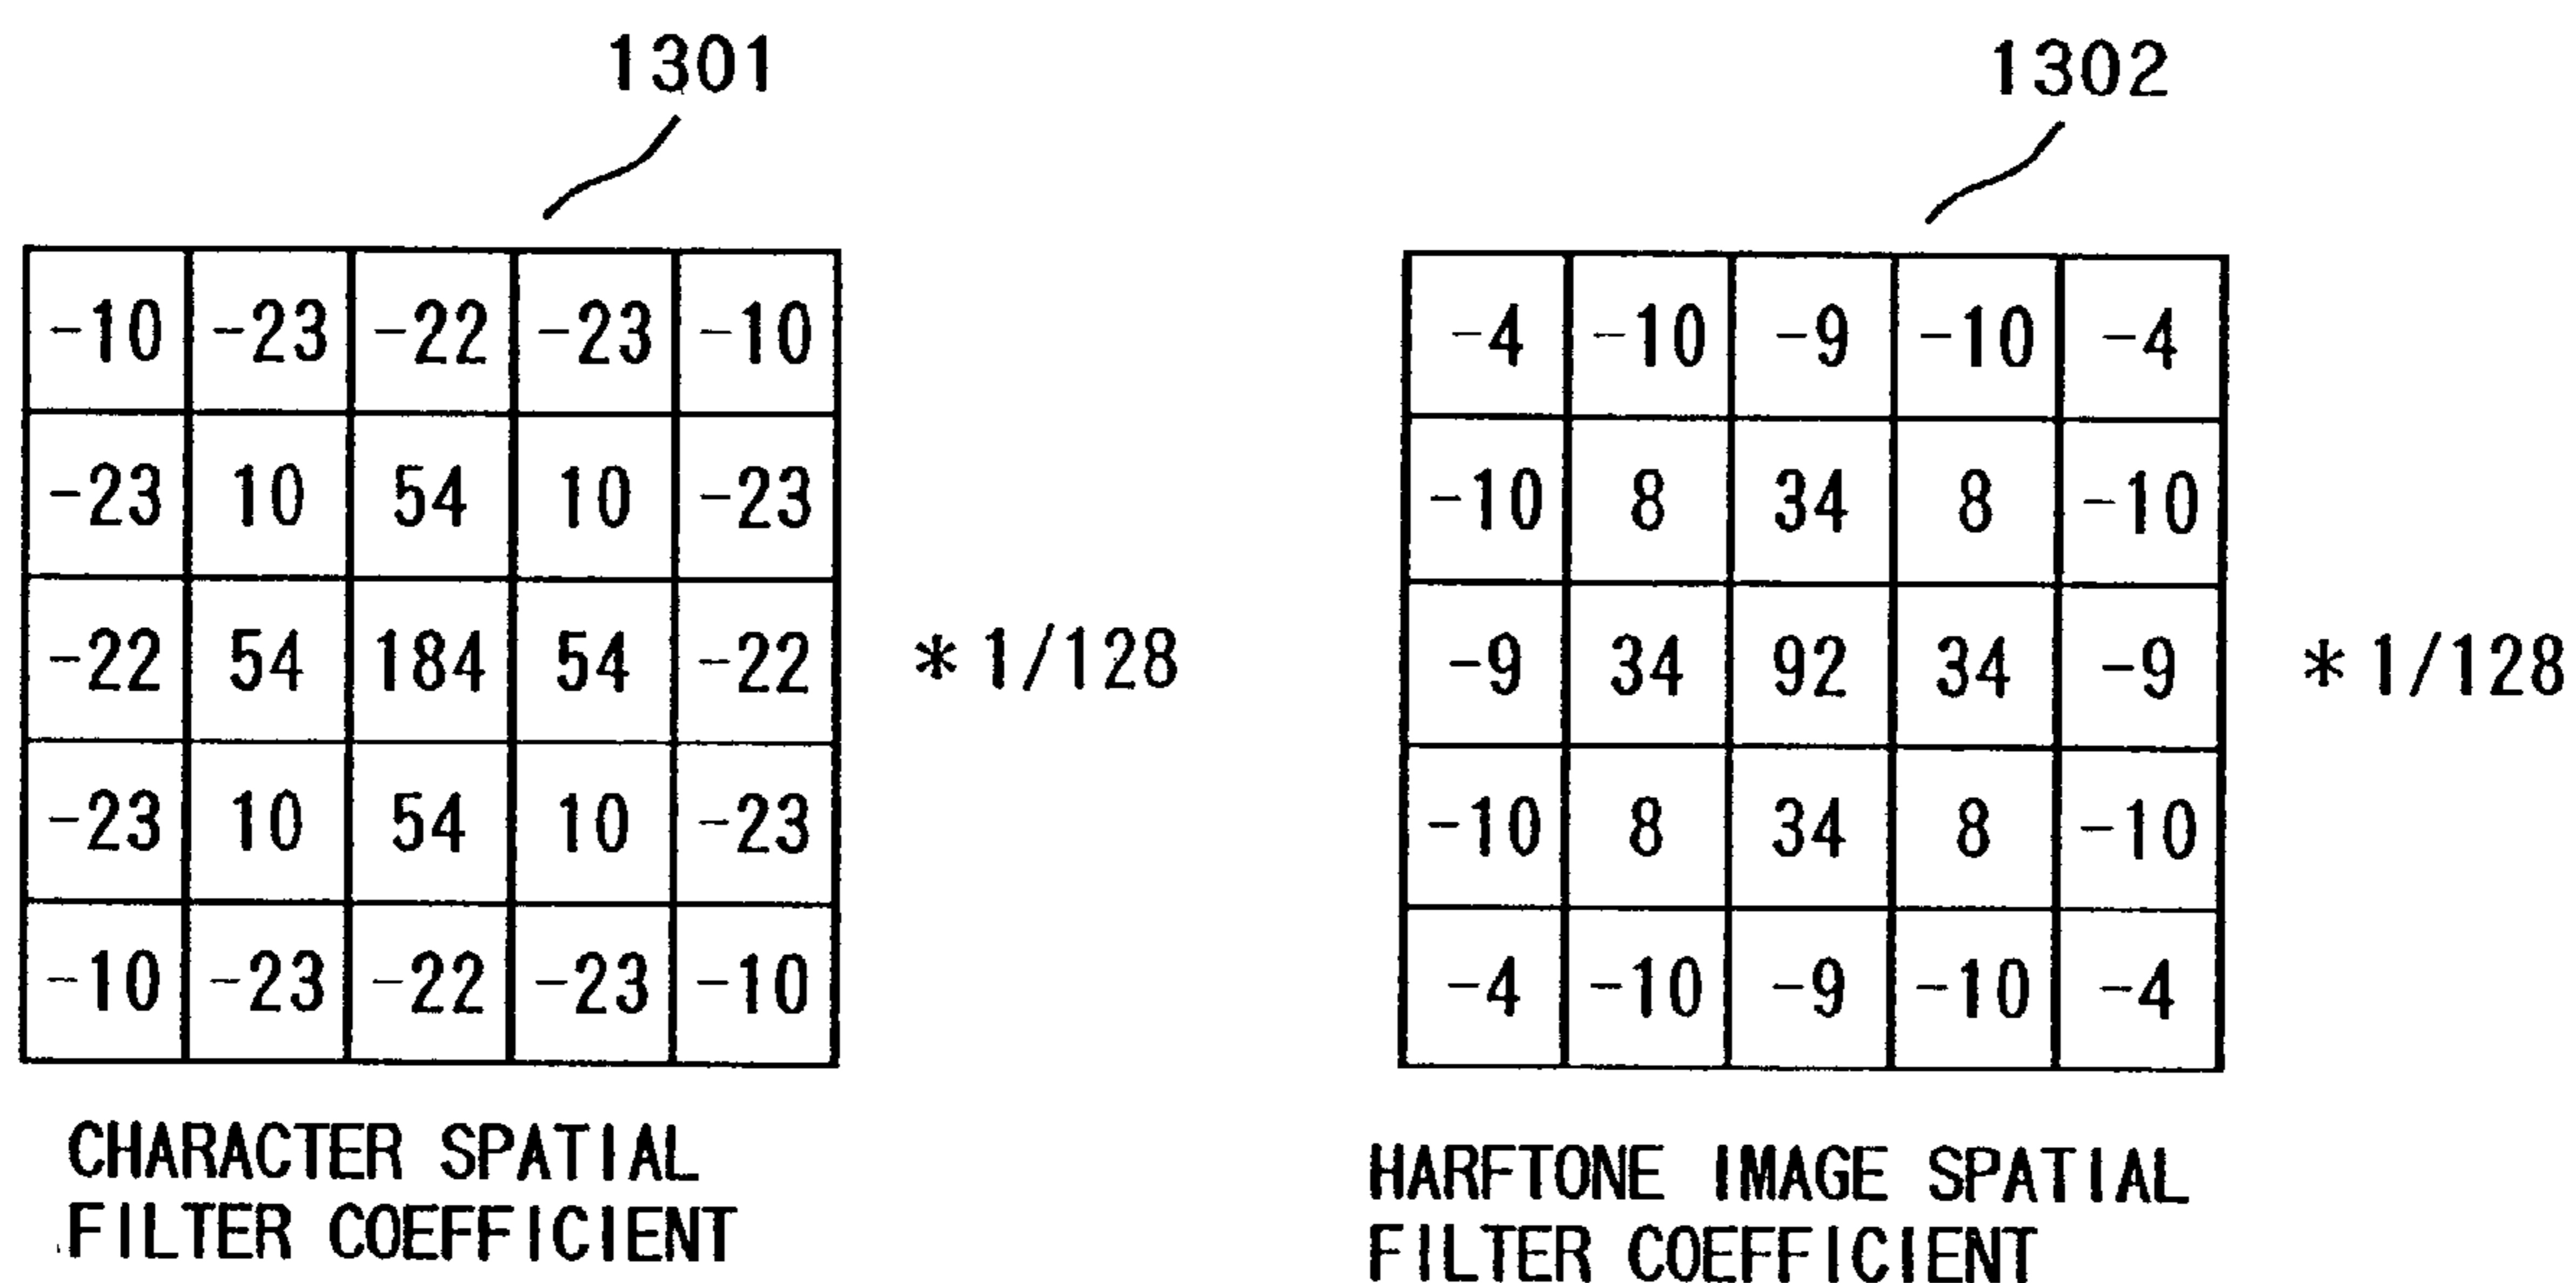 1301
-10 -23 -22 -23 -10
-23 10 54 10 -23
-22 54 184 54 -22
-23 10 54 10 -23
-10 -23 -22 -23 -10
* 1/128
CHARACTER SPATIAL
FILTER COEFFICIENT
1302
-4 -10 -9 -10 -4
-10 8 34 8 -10
-9 34 92 34 -9
-10 8 34 8 -10
-4 -10 -9 -10 -4
* 1/128
HARFTONE IMAGE SPATIAL
FILTER COEFFICIENT